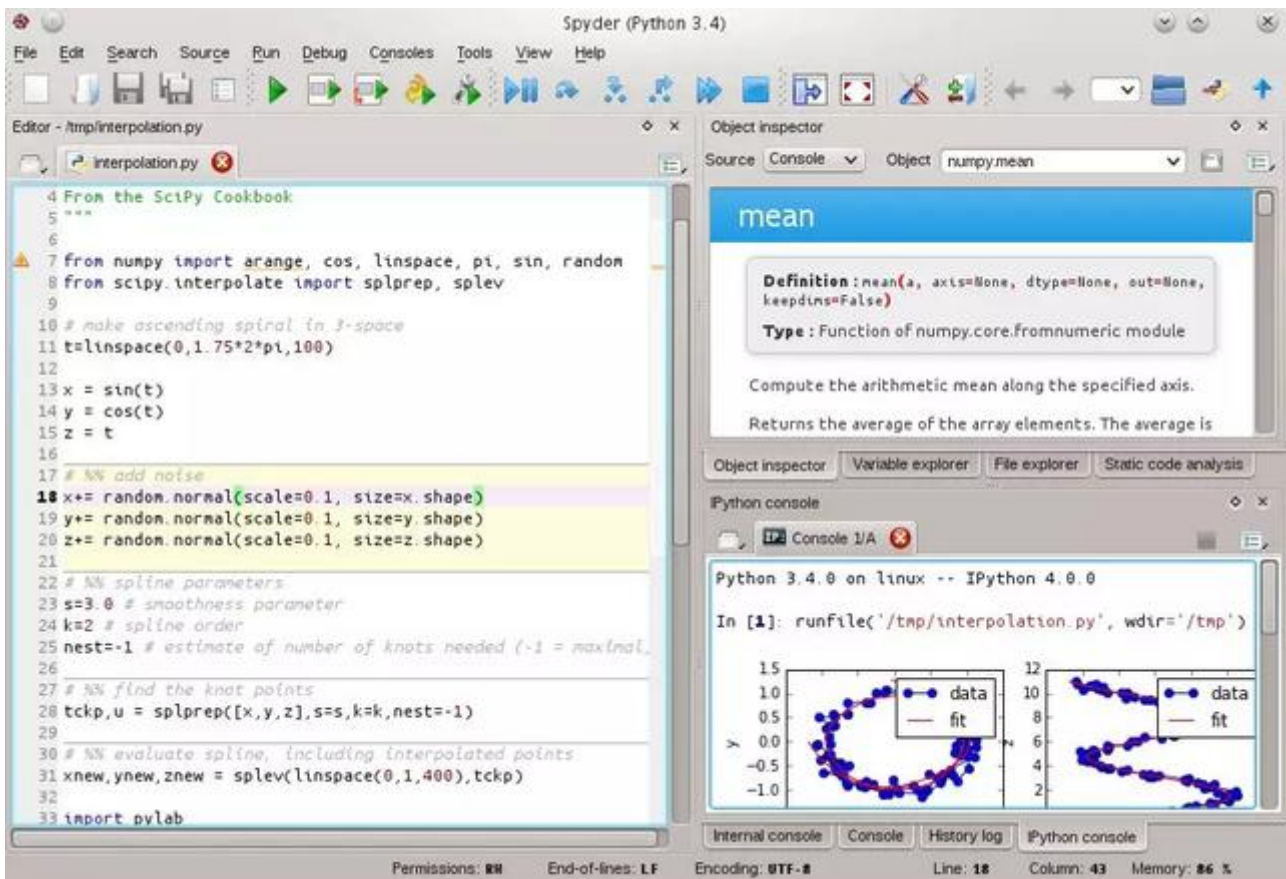 Spyder (Python 3.4)
File Edit Search Source Run Debug Consoles Tools View Help
Editor - /tmp/interpolation.py
interpolation.py
4 From the SciPy Cookbook
5 """
6
7 from numpy import arange, cos, linspace, pi, sin, random
8 from scipy.interpolate import splprep, splev
9
10 # make ascending spiral in 3-space
11 t=linspace(0,1.75*2*pi,100)
12
13 x = sin(t)
14 y = cos(t)
15 z = t
16
17 # %% add noise
18 x+= random.normal(scale=0.1, size=x.shape)
19 y+= random.normal(scale=0.1, size=y.shape)
20 z+= random.normal(scale=0.1, size=z.shape)
21
22 # %% spline parameters
23 s=3.0 # smoothness parameter
24 k=2 # spline order
25 nest=-1 # estimate of number of knots needed (-1 = maximal,
26
27 # %% find the knot points
28 tckp,u = splprep([x,y,z],s=s,k=k,nest=-1)
29
30 # %% evaluate spline, including interpolated points
31 xnew,ynew,znew = splev(linspace(0,1,400),tckp)
32
33 import pylab
Object inspector
Source Console Object numpy.mean
mean
Definition : mean(a, axis=None, dtype=None, out=None,
keepdims=False)
Type : Function of numpy.core.fromnumeric module
Compute the arithmetic mean along the specified axis.
Returns the average of the array elements. The average is
Object inspector Variable explorer File explorer Static code analysis
IPython console
Console 1/A
Python 3.4.0 on linux -- IPython 4.0.0
In [1]: runfile('/tmp/interpolation.py', wdir='/tmp')
1.5
1.0
0.5
0.0
-0.5
-1.0
y
data
fit
12
10
8
6
4
2
z
data
fit
Internal console Console History log IPython console
Permissions: RW End-of-lines: LF Encoding: UTF-8 Line: 18 Column: 43 Memory: 86 %